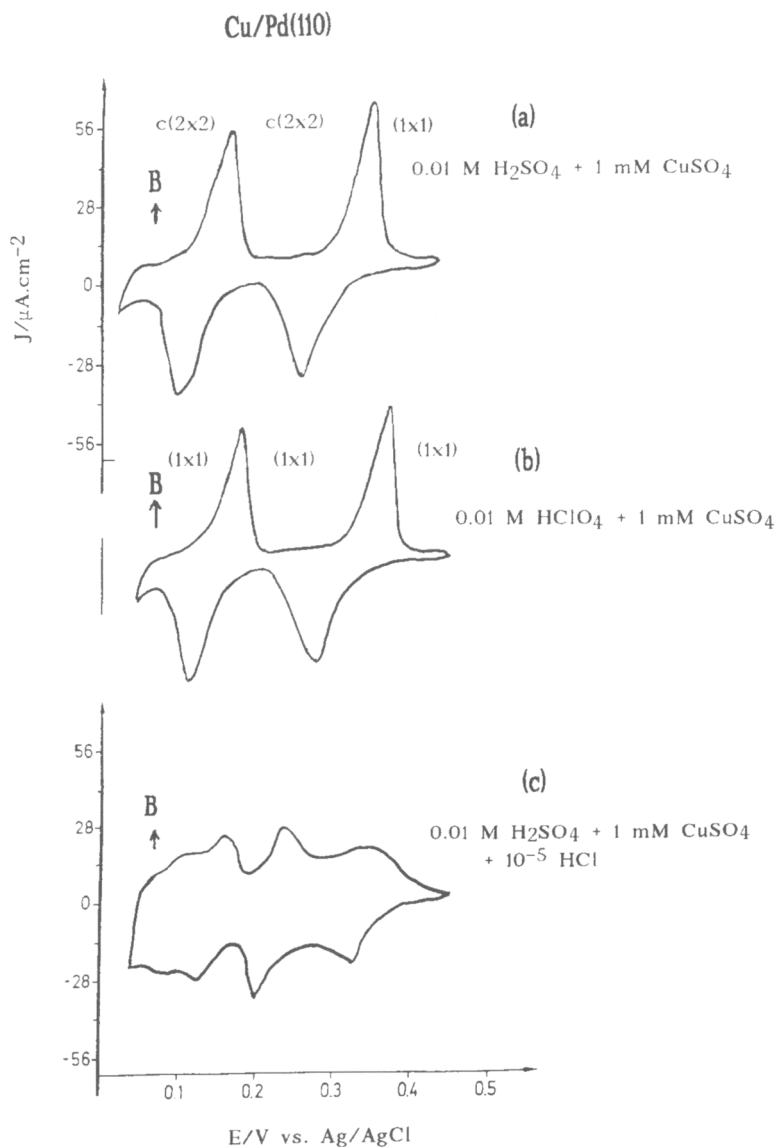 Cu/Pd(110)
56
28
0
-28
-56
J/μA.cm⁻²
c(2x2) c(2x2) (1x1)
B
(a)
0.01 M H₂SO₄ + 1 mM CuSO₄
(1x1) (1x1) (1x1)
B
(b)
0.01 M HClO₄ + 1 mM CuSO₄
56
28
0
-28
-56
B
(c)
0.01 M H₂SO₄ + 1 mM CuSO₄
+ 10⁻⁵ HCl
0.1 0.2 0.3 0.4 0.5
E/V vs. Ag/AgCl